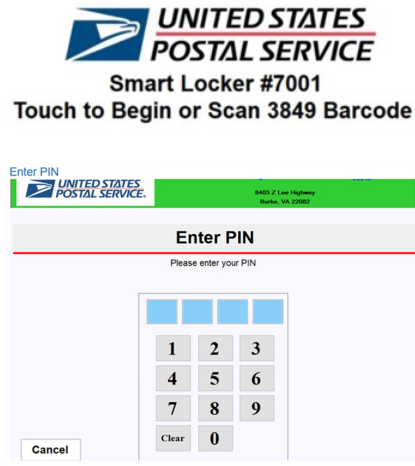 UNITED STATES
POSTAL SERVICE
Smart Locker #7001
Touch to Begin or Scan 3849 Barcode
Enter PIN
UNITED STATES
POSTAL SERVICE.
8403 Z Lee Highway
Burke, VA 22082
Enter PIN
Please enter your PIN
1 2 3
4 5 6
7 8 9
Clear 0
Cancel